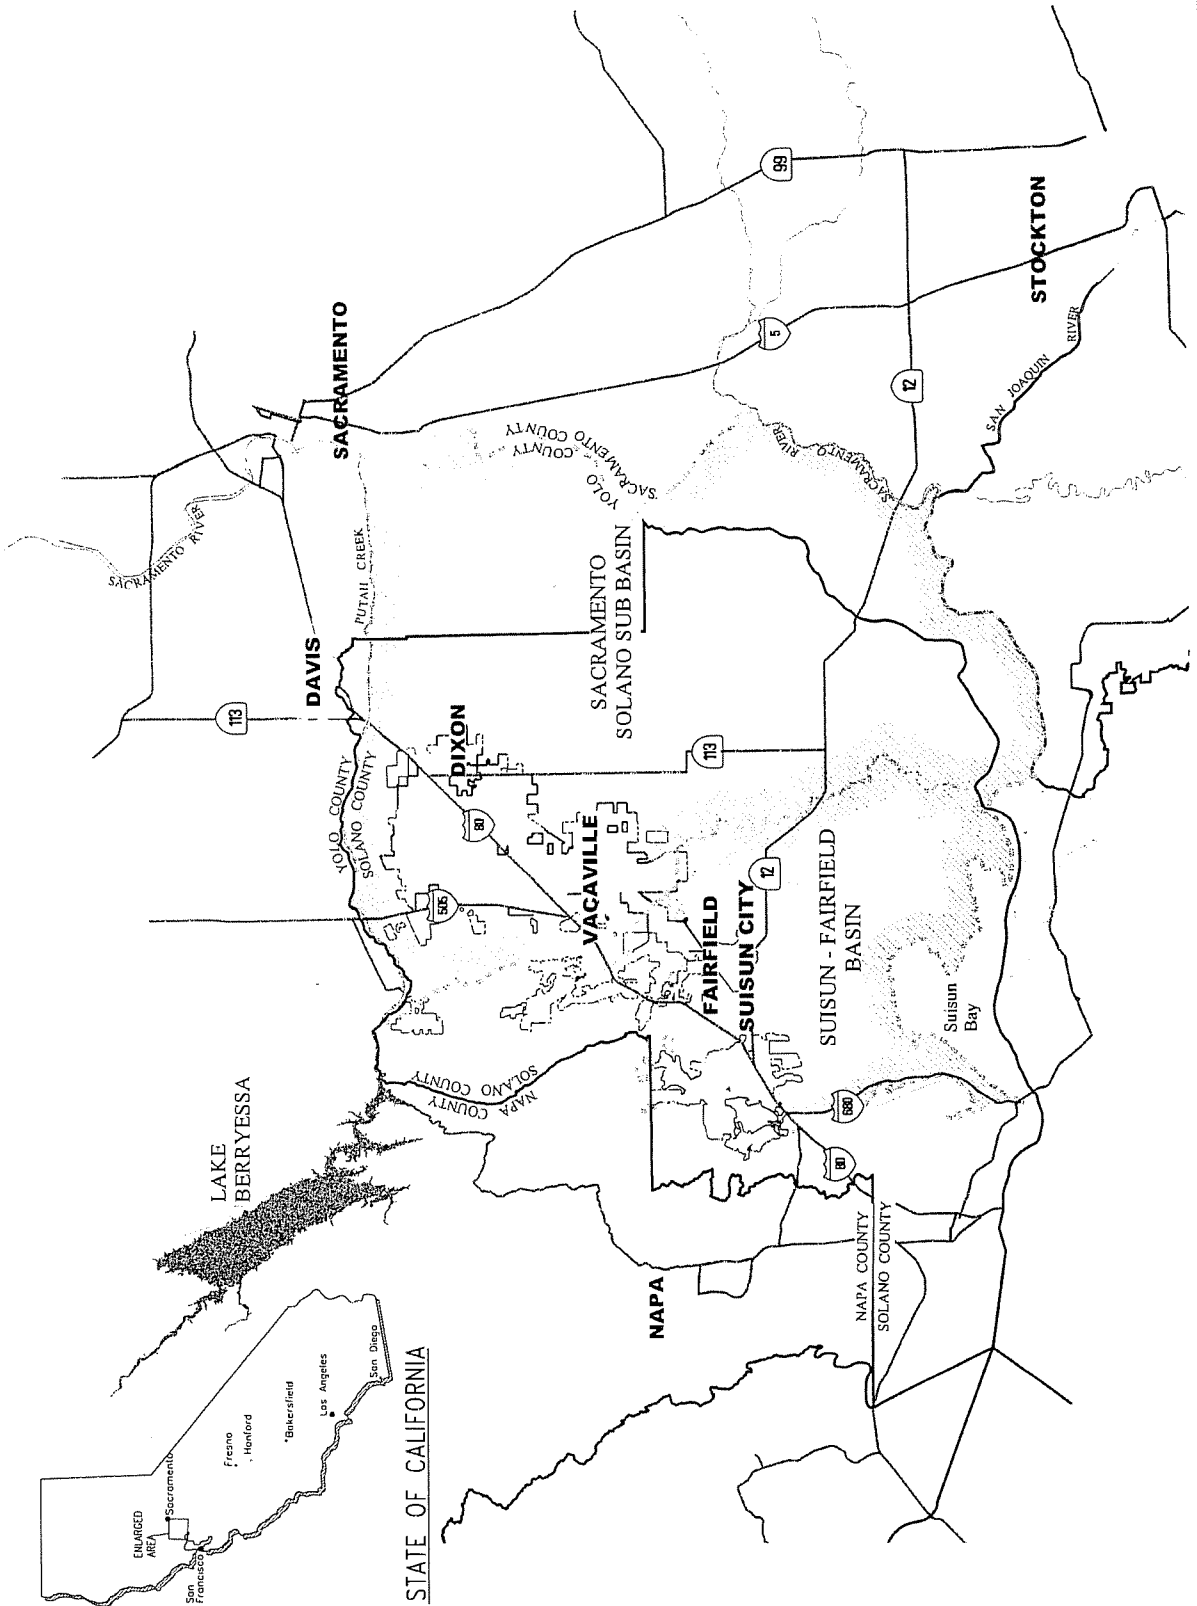 LAKE
BERRYESSA
YOLO COUNTY
SOLANO COUNTY
NAPA COUNTY
SOLANO COUNTY
505
80
113
DAVIS
PUTAH CREEK
SACRAMENTO RIVER
SACRAMENTO
DIXON
VACAVILLE
113
SACRAMENTO
SOLANO SUB BASIN
YOLO COUNTY
SACRAMENTO COUNTY
5
99
NAPA
FAIRFIELD
SUISUN CITY
12
SACRAMENTO
RIVER
12
680
80
NAPA COUNTY
SOLANO COUNTY
SUISUN - FAIRFIELD
BASIN
Suisun
Bay
SAN JOAQUIN RIVER
STOCKTON
ENLARGED
AREA
Sacramento
San
Francisco
Fresno
Hanford
Bakersfield
Los Angeles
San Diego
STATE OF CALIFORNIA